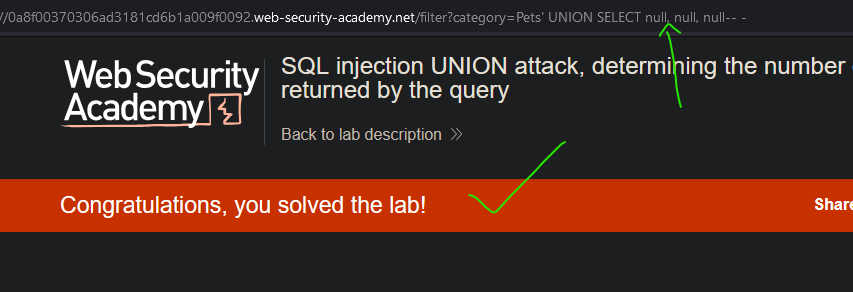 //0a8f00370306ad3181cd6b1a009f0092.web-security-academy.net/filter?category=Pets' UNION SELECT null, null, null-- -
Web Security
Academy
SQL injection UNION attack, determining the number
returned by the query
Back to lab description
Congratulations, you solved the lab!
Share